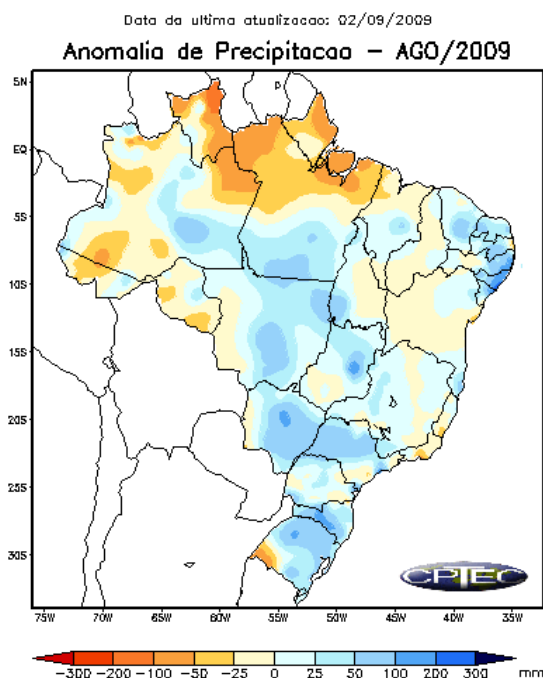 Data da ultima atualizacao: 02/09/2009
Anomalia de Precipitacao – AGO/2009
5N
EQ
5S
10S
15S
20S
25S
30S
CPTEC
75W 70W 65W 60W 55W 50W 45W 40W 35W
-300 -200 -100 -50 -25 0 25 50 100 200 300 mm